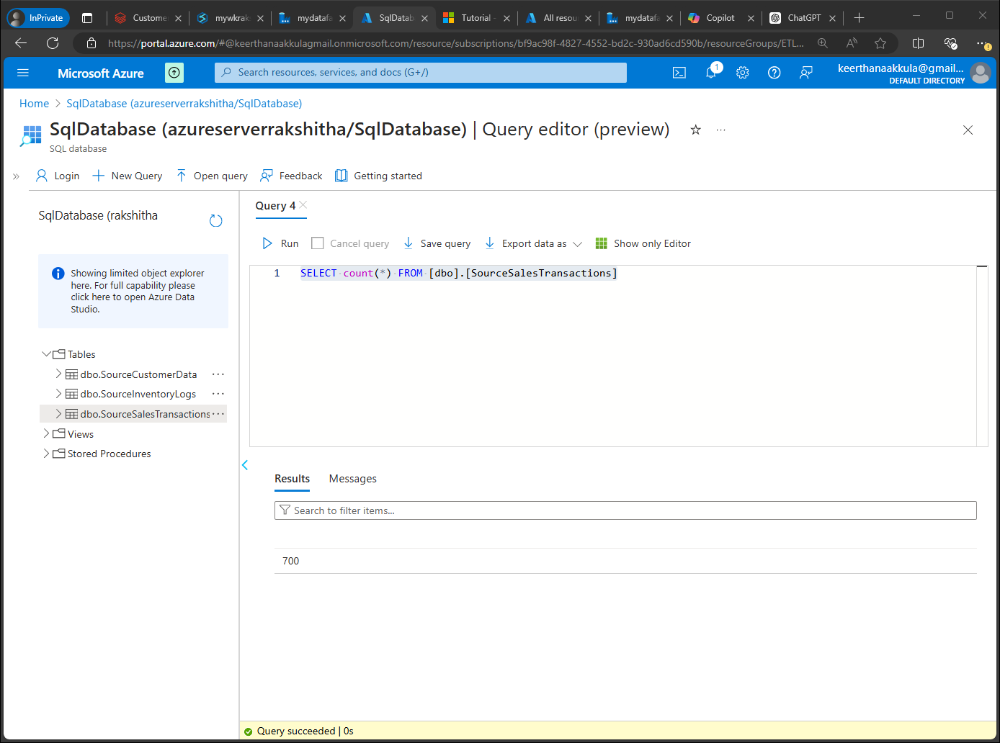 InPrivate
Custome
mywkrak
mydatafa
SqlDatab
Tutorial -
All resou
mydatafa
Copilot
ChatGPT
https://portal.azure.com/#@keerthanaakkulagmail.onmicrosoft.com/resource/subscriptions/bf9ac98f-4827-4552-bd2c-930ad6cd590b/resourceGroups/ETL...
Microsoft Azure
Search resources, services, and docs (G+/)
1
keerthanaakkula@gmail...
DEFAULT DIRECTORY
Home > SqlDatabase (azureserverrakshitha/SqlDatabase)
SqlDatabase (azureserverrakshitha/SqlDatabase) | Query editor (preview)
SQL database
Login
New Query
Open query
Feedback
Getting started
SqlDatabase (rakshitha
Showing limited object explorer
here. For full capability please
click here to open Azure Data
Studio.
Tables
dbo.SourceCustomerData
dbo.SourceInventoryLogs
dbo.SourceSalesTransactions
Views
Stored Procedures
Query 4
Run
Cancel query
Save query
Export data as
Show only Editor
1 SELECT count(*) FROM [dbo].[SourceSalesTransactions]
Results
Messages
Search to filter items...
700
Query succeeded | 0s